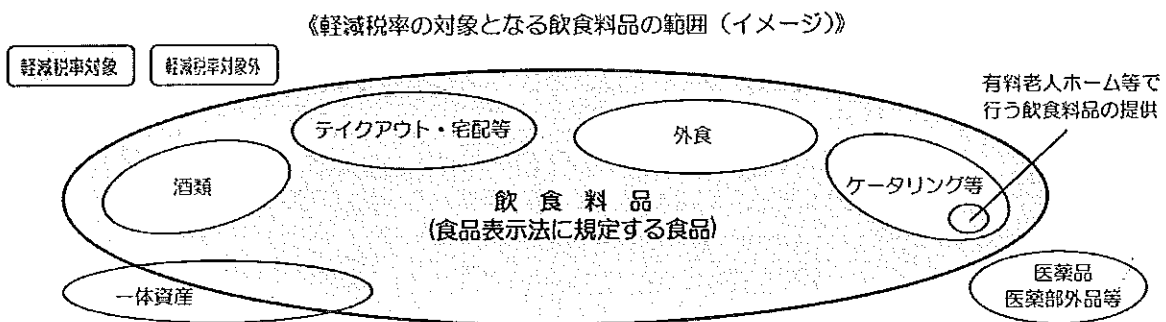 《軽減税率の対象となる飲食料品の範囲（イメージ）》
軽減税率対象
軽減税率対象外
有料老人ホーム等で
行う飲食料品の提供
テイクアウト・宅配等
外食
酒類
ケータリング等
飲食料品
(食品表示法に規定する食品)
一体資産
医薬品
医薬部外品等